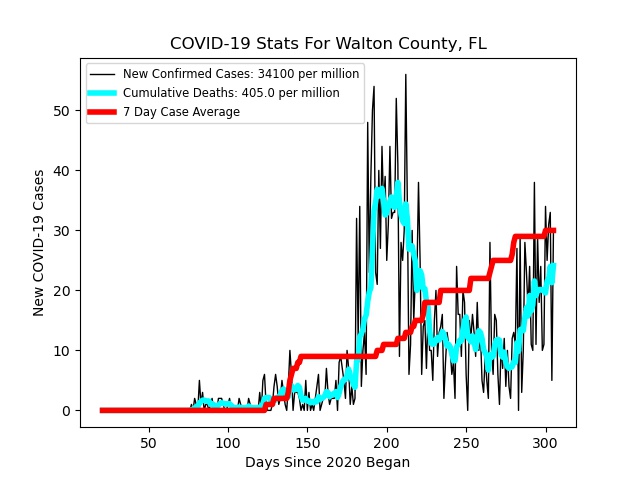 COVID-19 Stats For Walton County, FL
New Confirmed Cases: 34100 per million
Cumulative Deaths: 405.0 per million
7 Day Case Average
New COVID-19 Cases
50
40
30
20
10
0
50 100 150 200 250 300
Days Since 2020 Began